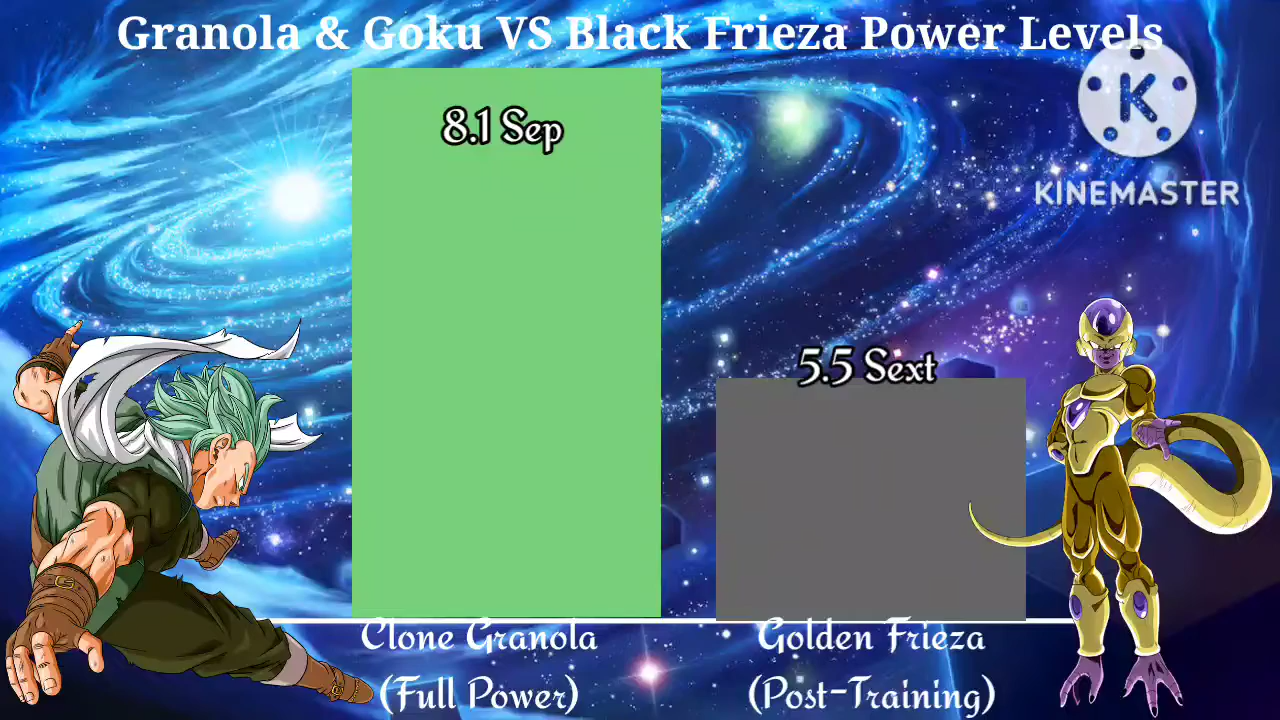 Granola & Goku VS Black Frieza Power Levels
K
KINEMASTER
8.1 Sep
5.5 Sext
Clone Granola
(Full Power)
Golden Frieza
(Post-Training)